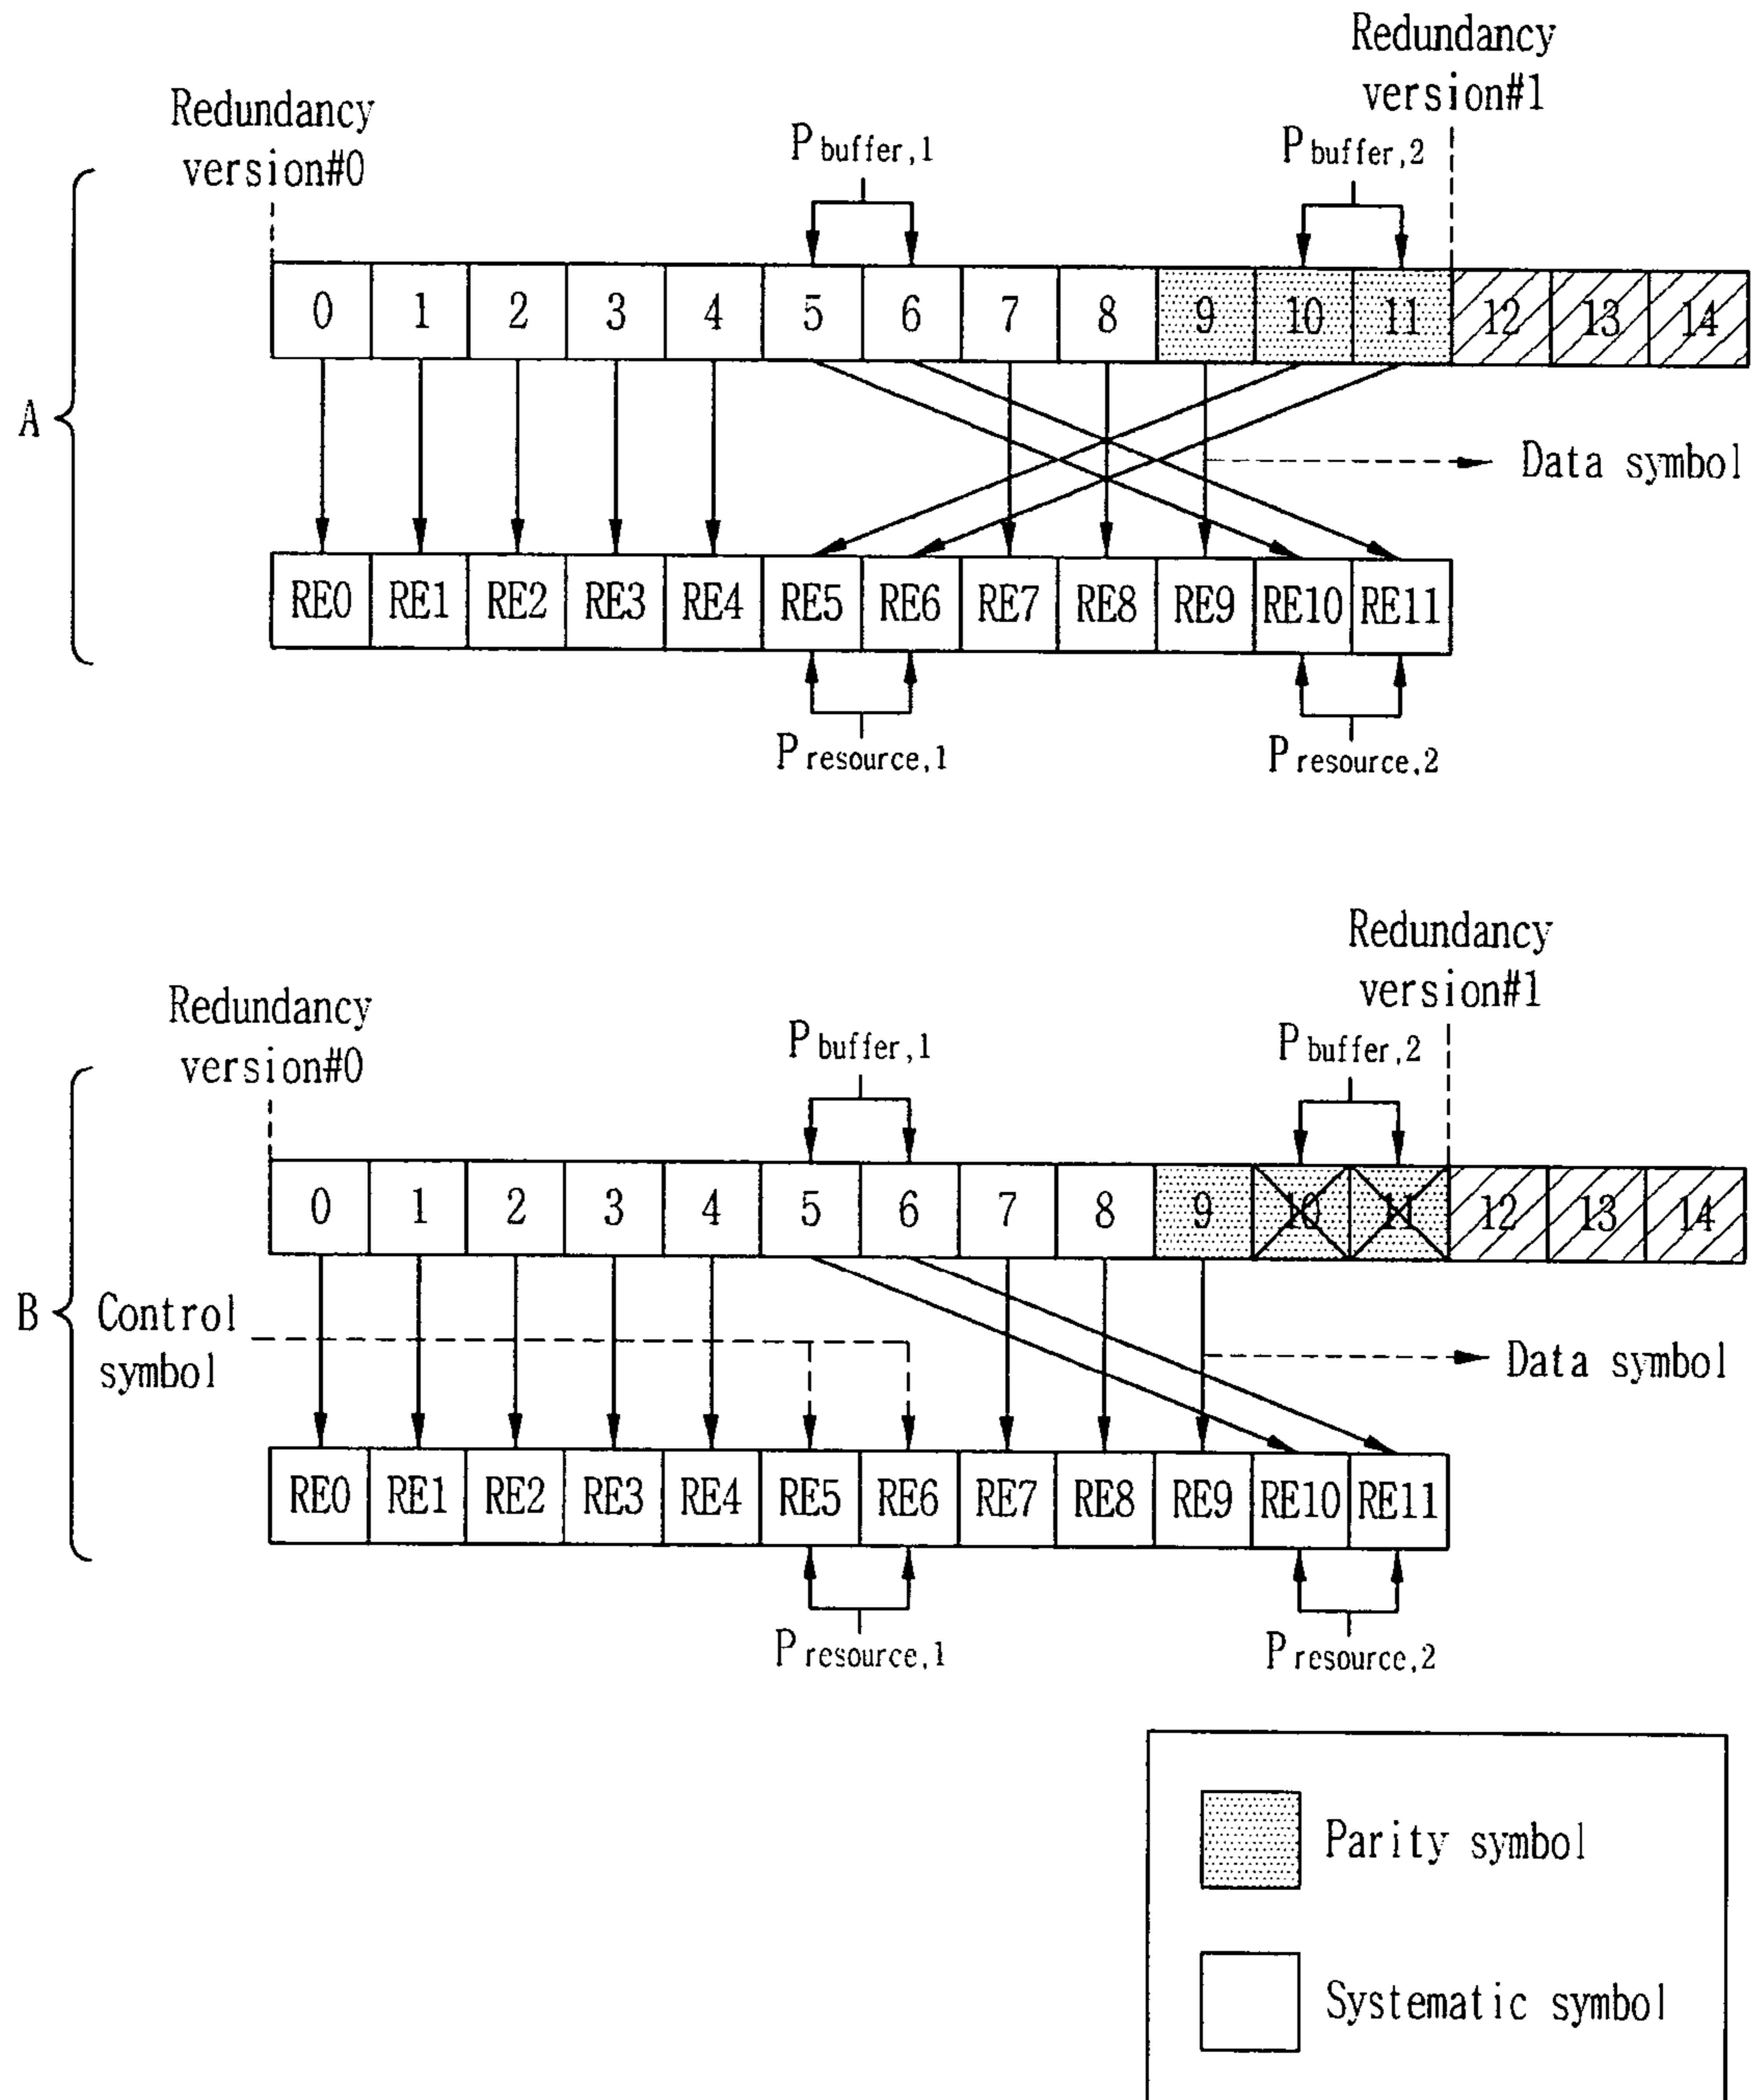 Redundancy
version#1
Redundancy
version#0
Pbuffer,1
Pbuffer,2
0 1 2 3 4 5 6 7 8 9 10 11 12 13 14
A
Data symbol
RE0 RE1 RE2 RE3 RE4 RE5 RE6 RE7 RE8 RE9 RE10 RE11
Presource,1
Presource,2
Redundancy
version#1
Redundancy
version#0
Pbuffer,1
Pbuffer,2
0 1 2 3 4 5 6 7 8 9 10 11 12 13 14
B
Control
symbol
Data symbol
RE0 RE1 RE2 RE3 RE4 RE5 RE6 RE7 RE8 RE9 RE10 RE11
Presource,1
Presource,2
Parity symbol
Systematic symbol